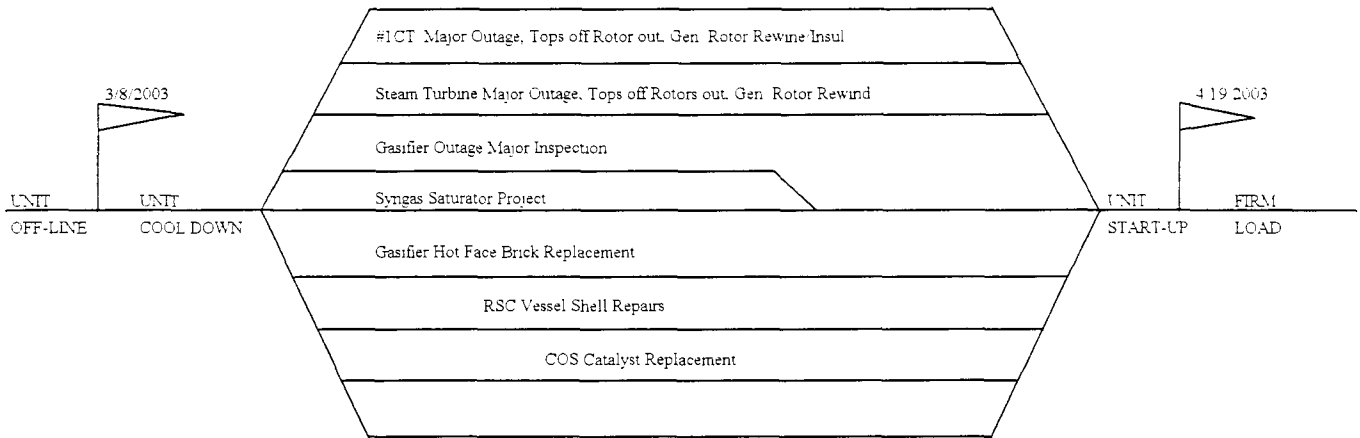 #1CT Major Outage, Tops off Rotor out, Gen Rotor Rewine/Insul
3/8/2003
Steam Turbine Major Outage, Tops off Rotors out, Gen Rotor Rewind
4 19 2003
Gasifier Outage Major Inspection
UNIT UNIT Syngas Saturator Project UNIT FIRM
OFF-LINE COOL DOWN START-UP LOAD
Gasifier Hot Face Brick Replacement
RSC Vessel Shell Repairs
COS Catalyst Replacement